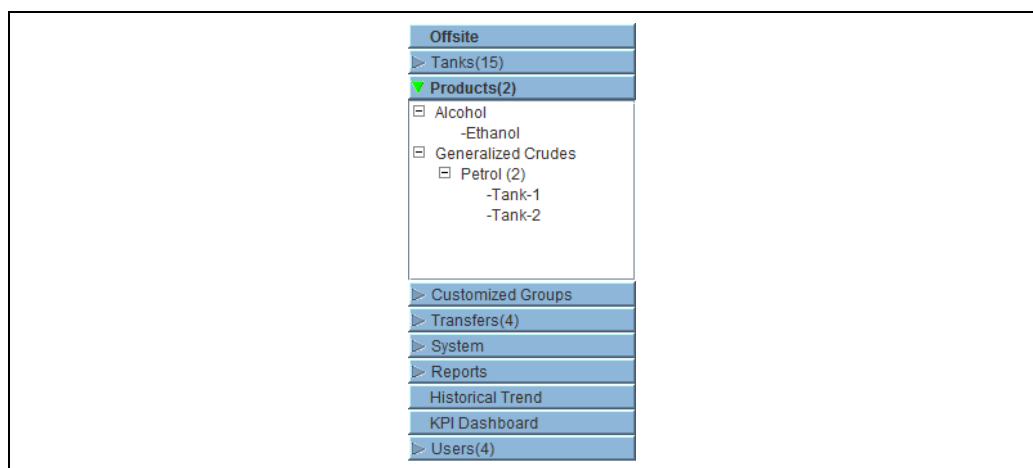 Offsite
Tanks(15)
Products(2)
Alcohol
-Ethanol
Generalized Crudes
Petrol (2)
-Tank-1
-Tank-2
Customized Groups
Transfers(4)
System
Reports
Historical Trend
KPI Dashboard
Users(4)